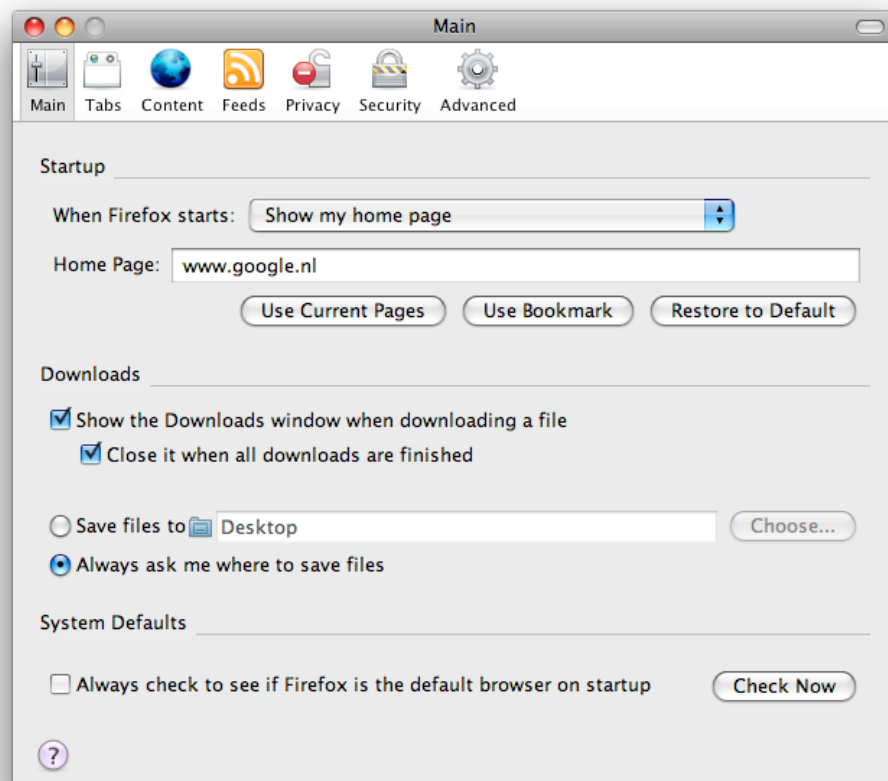 Main
Main Tabs Content Feeds Privacy Security Advanced
Startup
When Firefox starts: Show my home page
Home Page: www.google.nl
Use Current Pages Use Bookmark Restore to Default
Downloads
Show the Downloads window when downloading a file
Close it when all downloads are finished
Save files to Desktop Choose...
Always ask me where to save files
System Defaults
Always check to see if Firefox is the default browser on startup Check Now
?